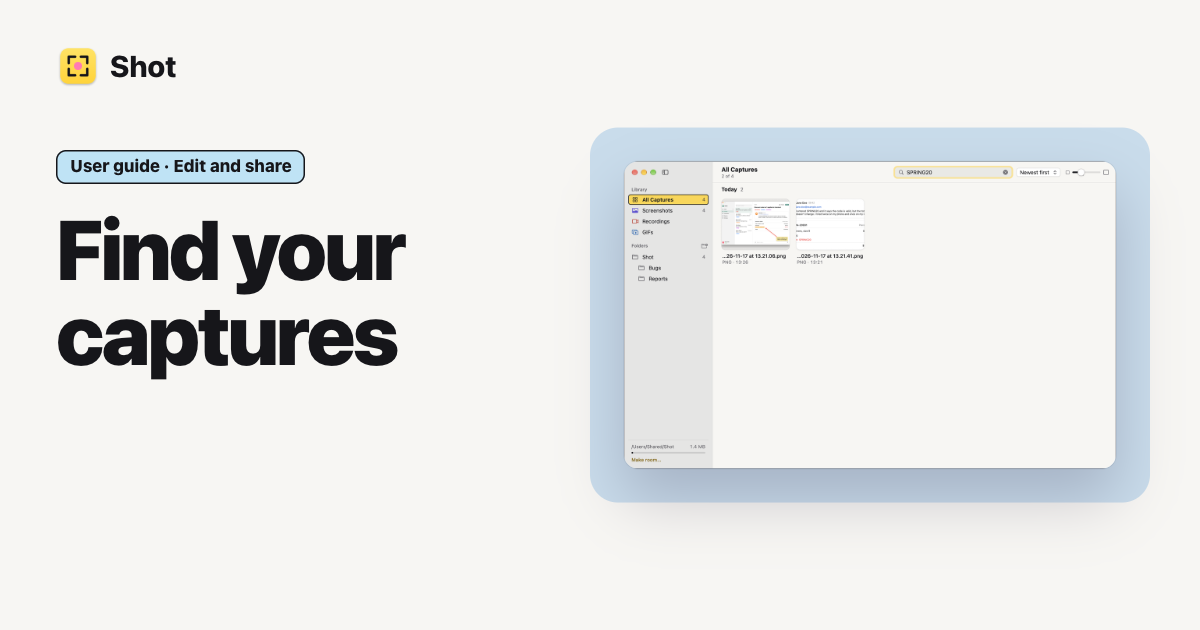 Shot
User guide · Edit and share
Find your
captures
All Captures
2 of 4
SPRING20
Newest first
Library
All Captures 4
Screenshots 4
Recordings
GIFs
Folders
Shot 4
Bugs
Reports
Today 2
...26-11-17 at 13.21.06.png
...026-11-17 at 13.21.41.png
/Users/Shared/Shot 1.4 MB
Make room...